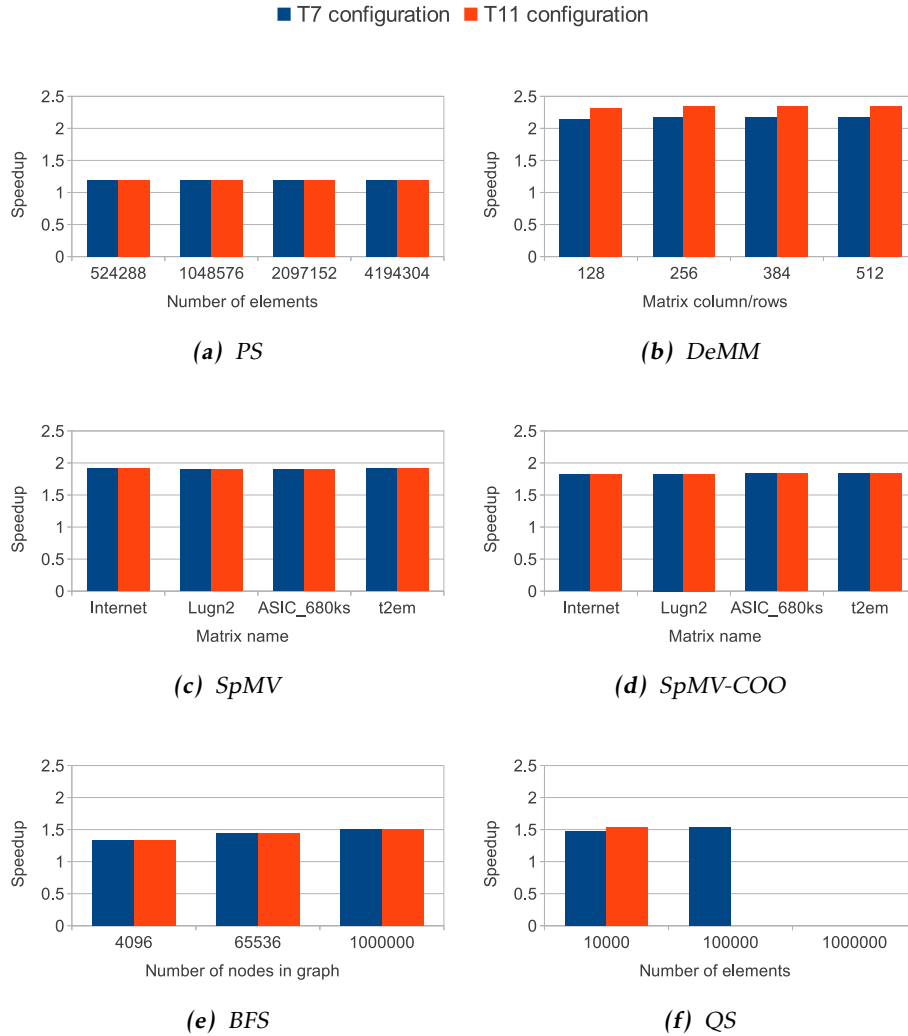 T7 configuration T11 configuration
2.5
2
1.5
1
0.5
0
Speedup
524288 1048576 2097152 4194304
Number of elements
(a) PS
2.5
2
1.5
1
0.5
0
Speedup
128 256 384 512
Matrix column/rows
(b) DeMM
2.5
2
1.5
1
0.5
0
Speedup
Internet Lugn2 ASIC_680ks t2em
Matrix name
(c) SpMV
2.5
2
1.5
1
0.5
0
Speedup
Internet Lugn2 ASIC_680ks t2em
Matrix name
(d) SpMV-COO
2.5
2
1.5
1
0.5
0
Speedup
4096 65536 1000000
Number of nodes in graph
(e) BFS
2.5
2
1.5
1
0.5
0
Speedup
10000 100000 1000000
Number of elements
(f) QS